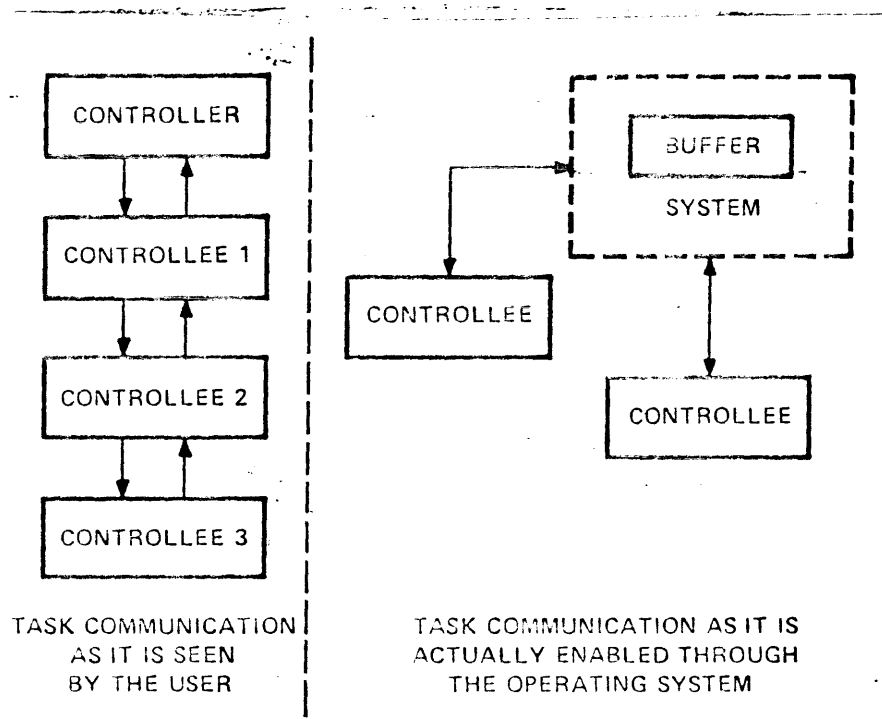 CONTROLLER
CONTROLLEE 1
CONTROLLEE 2
CONTROLLEE 3
TASK COMMUNICATION
AS IT IS SEEN
BY THE USER
BUFFER
SYSTEM
CONTROLLEE
CONTROLLEE
TASK COMMUNICATION AS IT IS
ACTUALLY ENABLED THROUGH
THE OPERATING SYSTEM